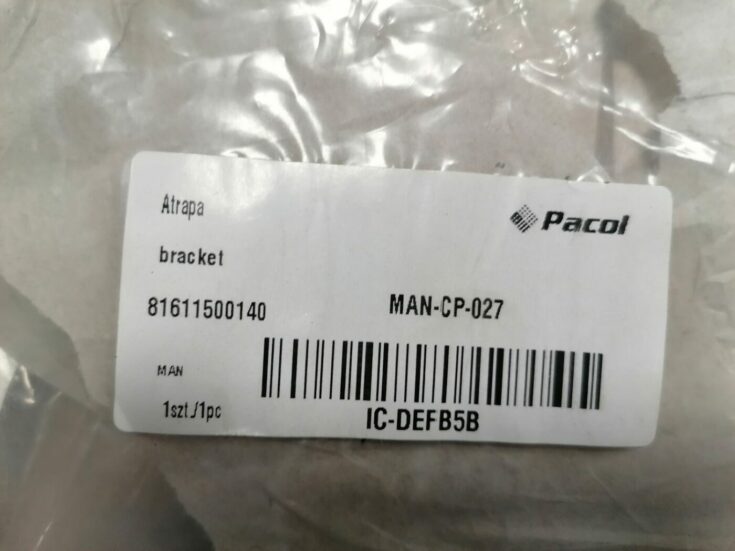 Atrapa
Pacol
bracket
81611500140
MAN-CP-027
MAN
1szt./1pc
IC-DEFB5B